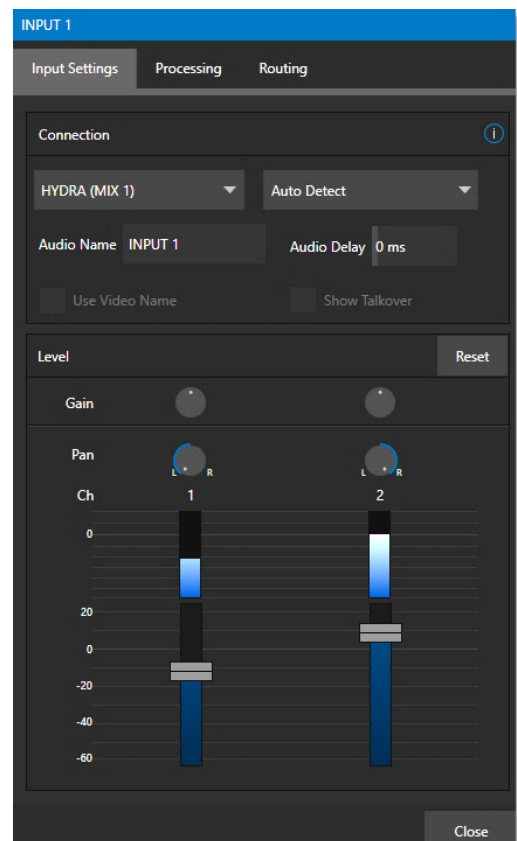 INPUT 1
Input Settings Processing Routing
Connection i
HYDRA (MIX 1) Auto Detect
Audio Name INPUT 1 Audio Delay 0 ms
Use Video Name Show Talkover
Level Reset
Gain
Pan L R L R
Ch 1 2
0
20
0
-20
-40
-60
Close